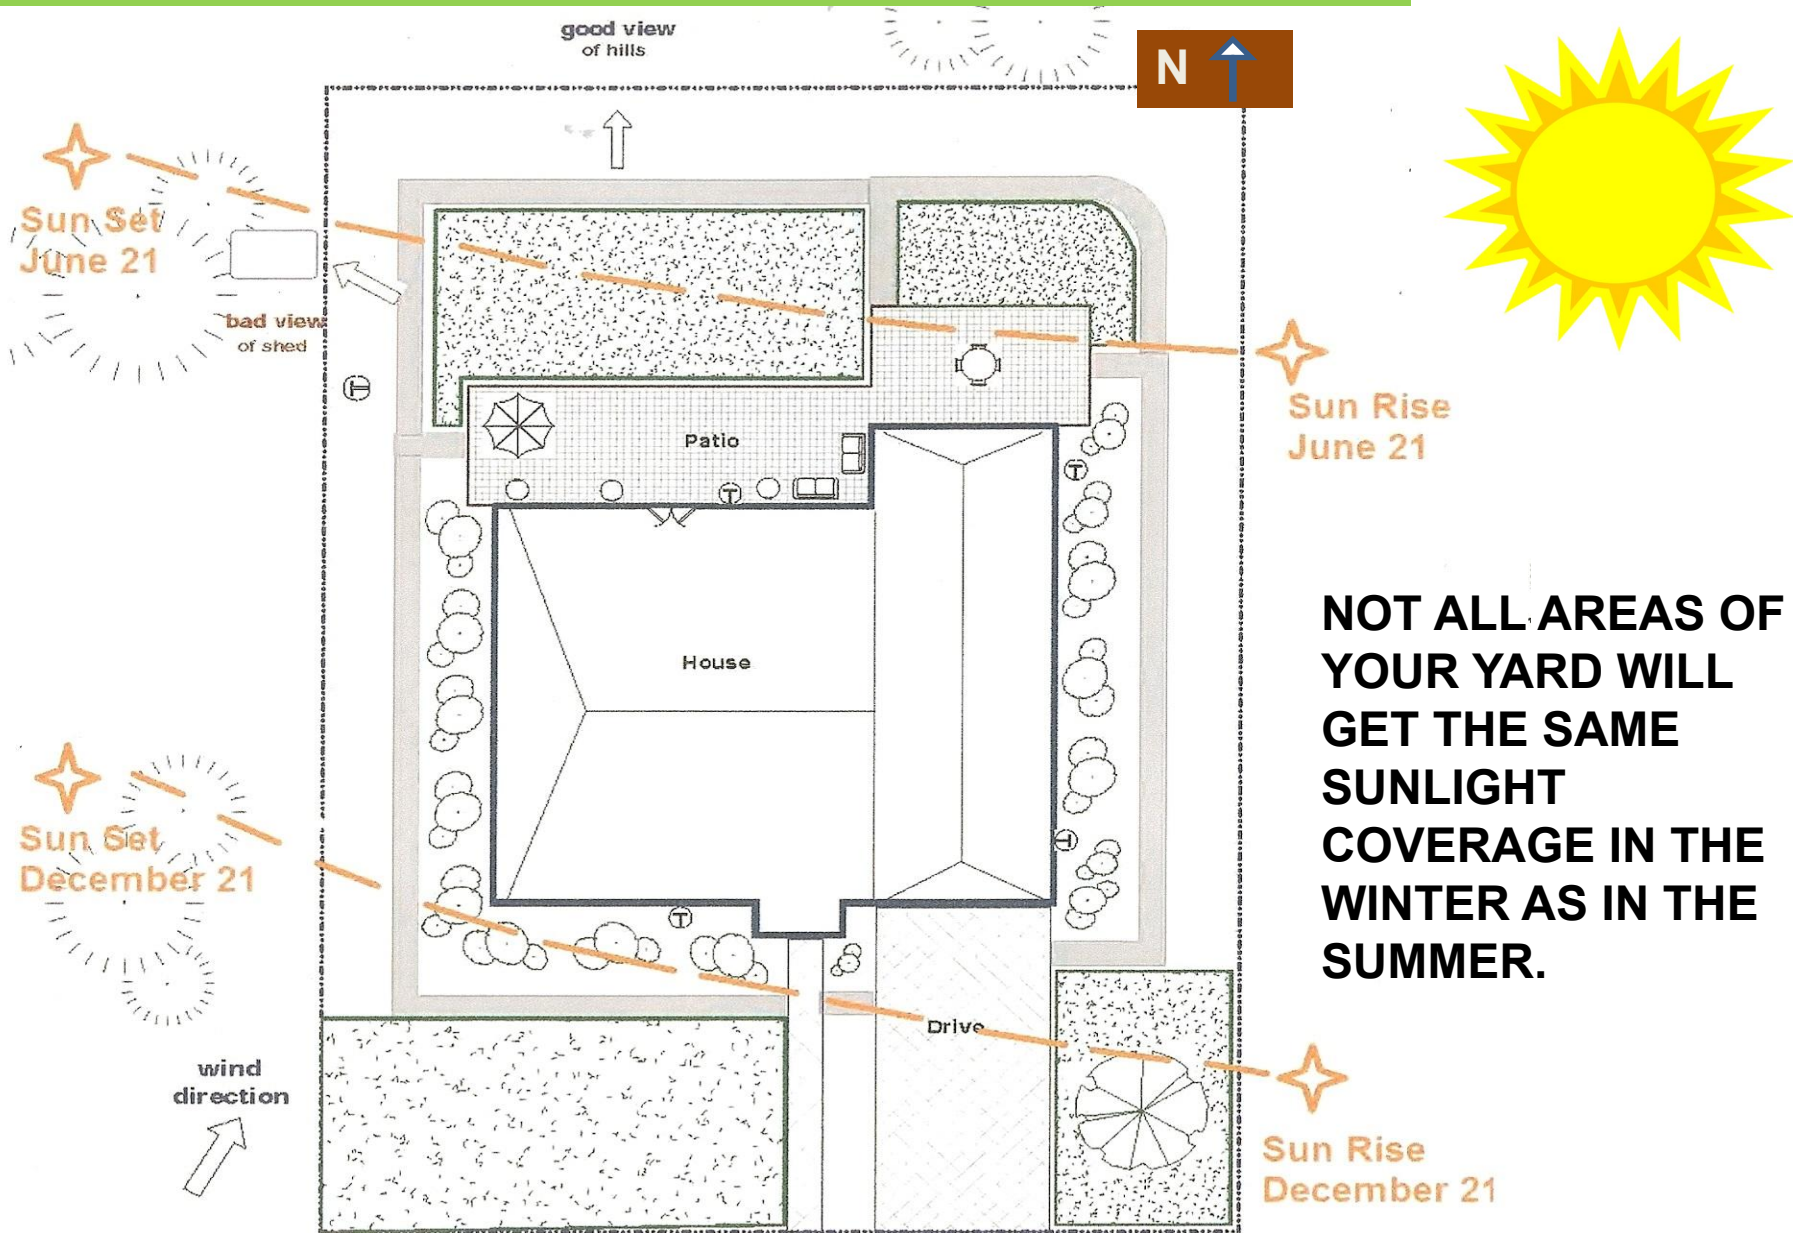 good view
of hills
N
Sun Set
June 21
bad view
of shed
Sun Rise
June 21
Patio
T
T
T
T
T
House
NOT ALL AREAS OF
YOUR YARD WILL
GET THE SAME
SUNLIGHT
COVERAGE IN THE
WINTER AS IN THE
SUMMER.
Sun Set
December 21
Drive
wind
direction
Sun Rise
December 21